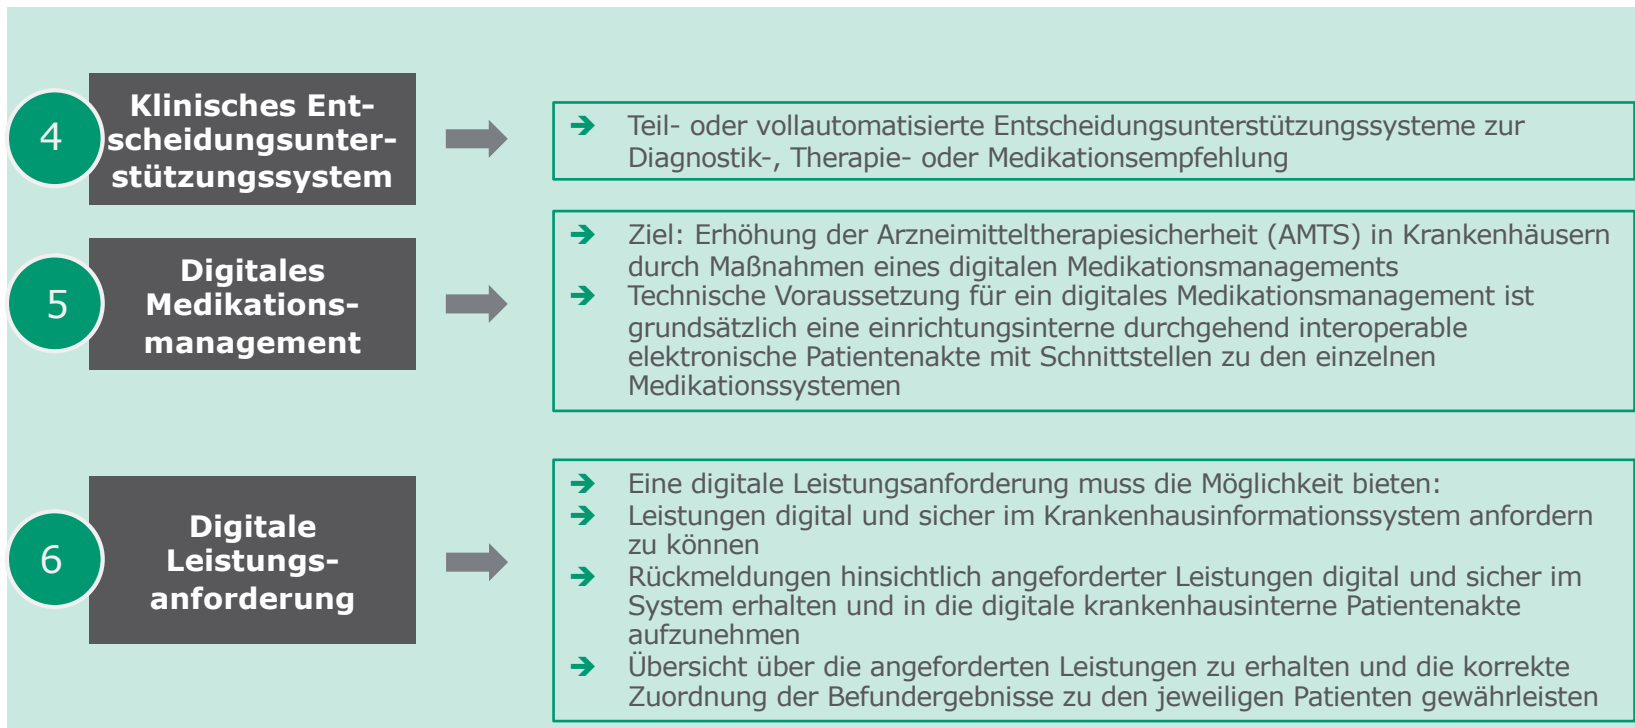 4
Klinisches Ent-
scheidungsunter-
stützungssystem
➔ Teil- oder vollautomatisierte Entscheidungsunterstützungssysteme zur
Diagnostik-, Therapie- oder Medikationsempfehlung
5
Digitales
Medikations-
management
➔ Ziel: Erhöhung der Arzneimitteltherapiesicherheit (AMTS) in Krankenhäusern
durch Maßnahmen eines digitalen Medikationsmanagements
➔ Technische Voraussetzung für ein digitales Medikationsmanagement ist
grundsätzlich eine einrichtungsinterne durchgehend interoperable
elektronische Patientenakte mit Schnittstellen zu den einzelnen
Medikationssystemen
6
Digitale
Leistungs-
anforderung
➔ Eine digitale Leistungsanforderung muss die Möglichkeit bieten:
➔ Leistungen digital und sicher im Krankenhausinformationssystem anfordern
zu können
➔ Rückmeldungen hinsichtlich angeforderter Leistungen digital und sicher im
System erhalten und in die digitale krankenhausinterne Patientenakte
aufzunehmen
➔ Übersicht über die angeforderten Leistungen zu erhalten und die korrekte
Zuordnung der Befundergebnisse zu den jeweiligen Patienten gewährleisten